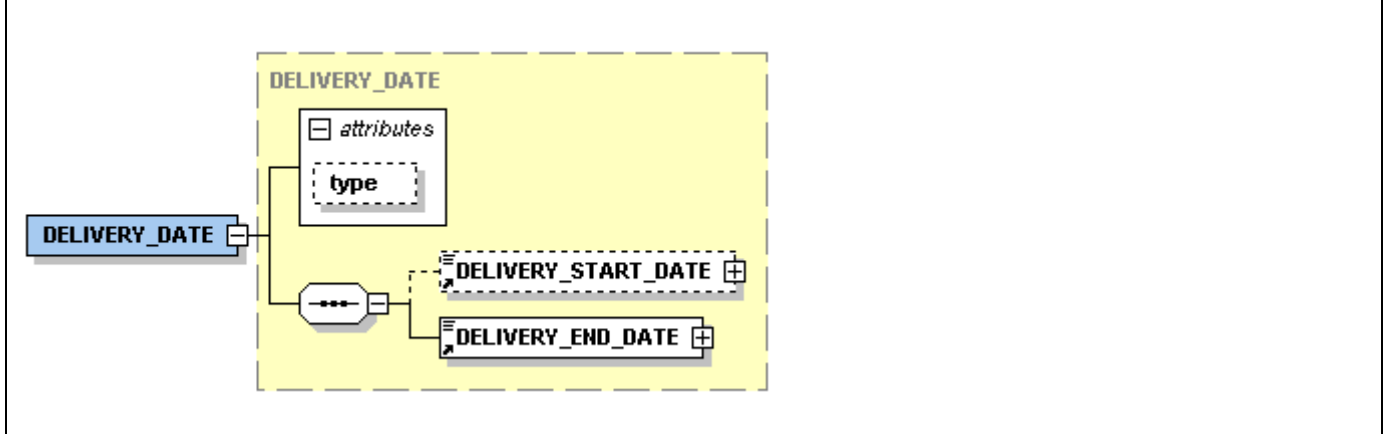 DELIVERY_DATE
attributes
type
DELIVERY_DATE
DELIVERY_START_DATE
DELIVERY_END_DATE